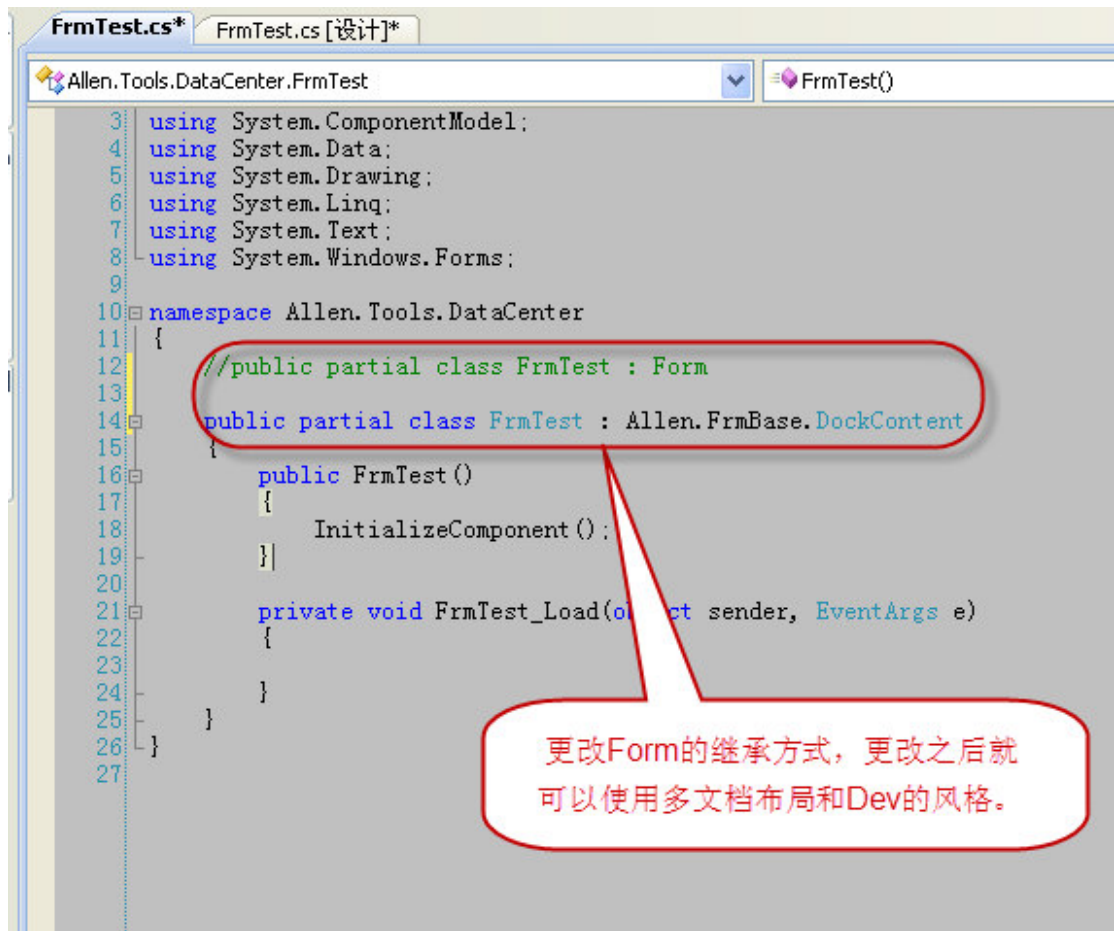 FrmTest.cs* FrmTest.cs [设计]*
Allen.Tools.DataCenter.FrmTest FrmTest()
3 using System.ComponentModel;
4 using System.Data;
5 using System.Drawing;
6 using System.Linq;
7 using System.Text;
8 using System.Windows.Forms;
9
10 namespace Allen.Tools.DataCenter
11 {
12 //public partial class FrmTest : Form
13
14 public partial class FrmTest : Allen.FrmBase.DockContent
15 {
16 public FrmTest()
17 {
18 InitializeComponent();
19 }
20
21 private void FrmTest_Load(object sender, EventArgs e)
22 {
23
24 }
25 }
26 }
27
更改Form的继承方式，更改之后就
可以使用多文档布局和Dev的风格。